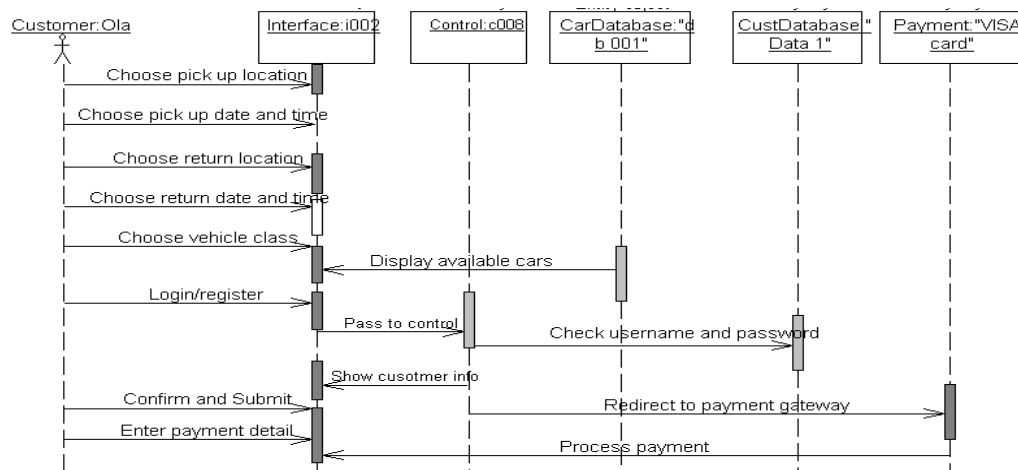 Customer:Ola
Interface:i002
Control:c008
CarDatabase:"d
b 001"
CustDatabase:"
Data 1"
Payment:"VISA
card"
Choose pick up location
Choose pick up date and time
Choose return location
Choose return date and time
Choose vehicle class
Display available cars
Login/register
Pass to control
Check username and password
Show cusotmer info
Confirm and Submit
Redirect to payment gateway
Enter payment detail
Process payment